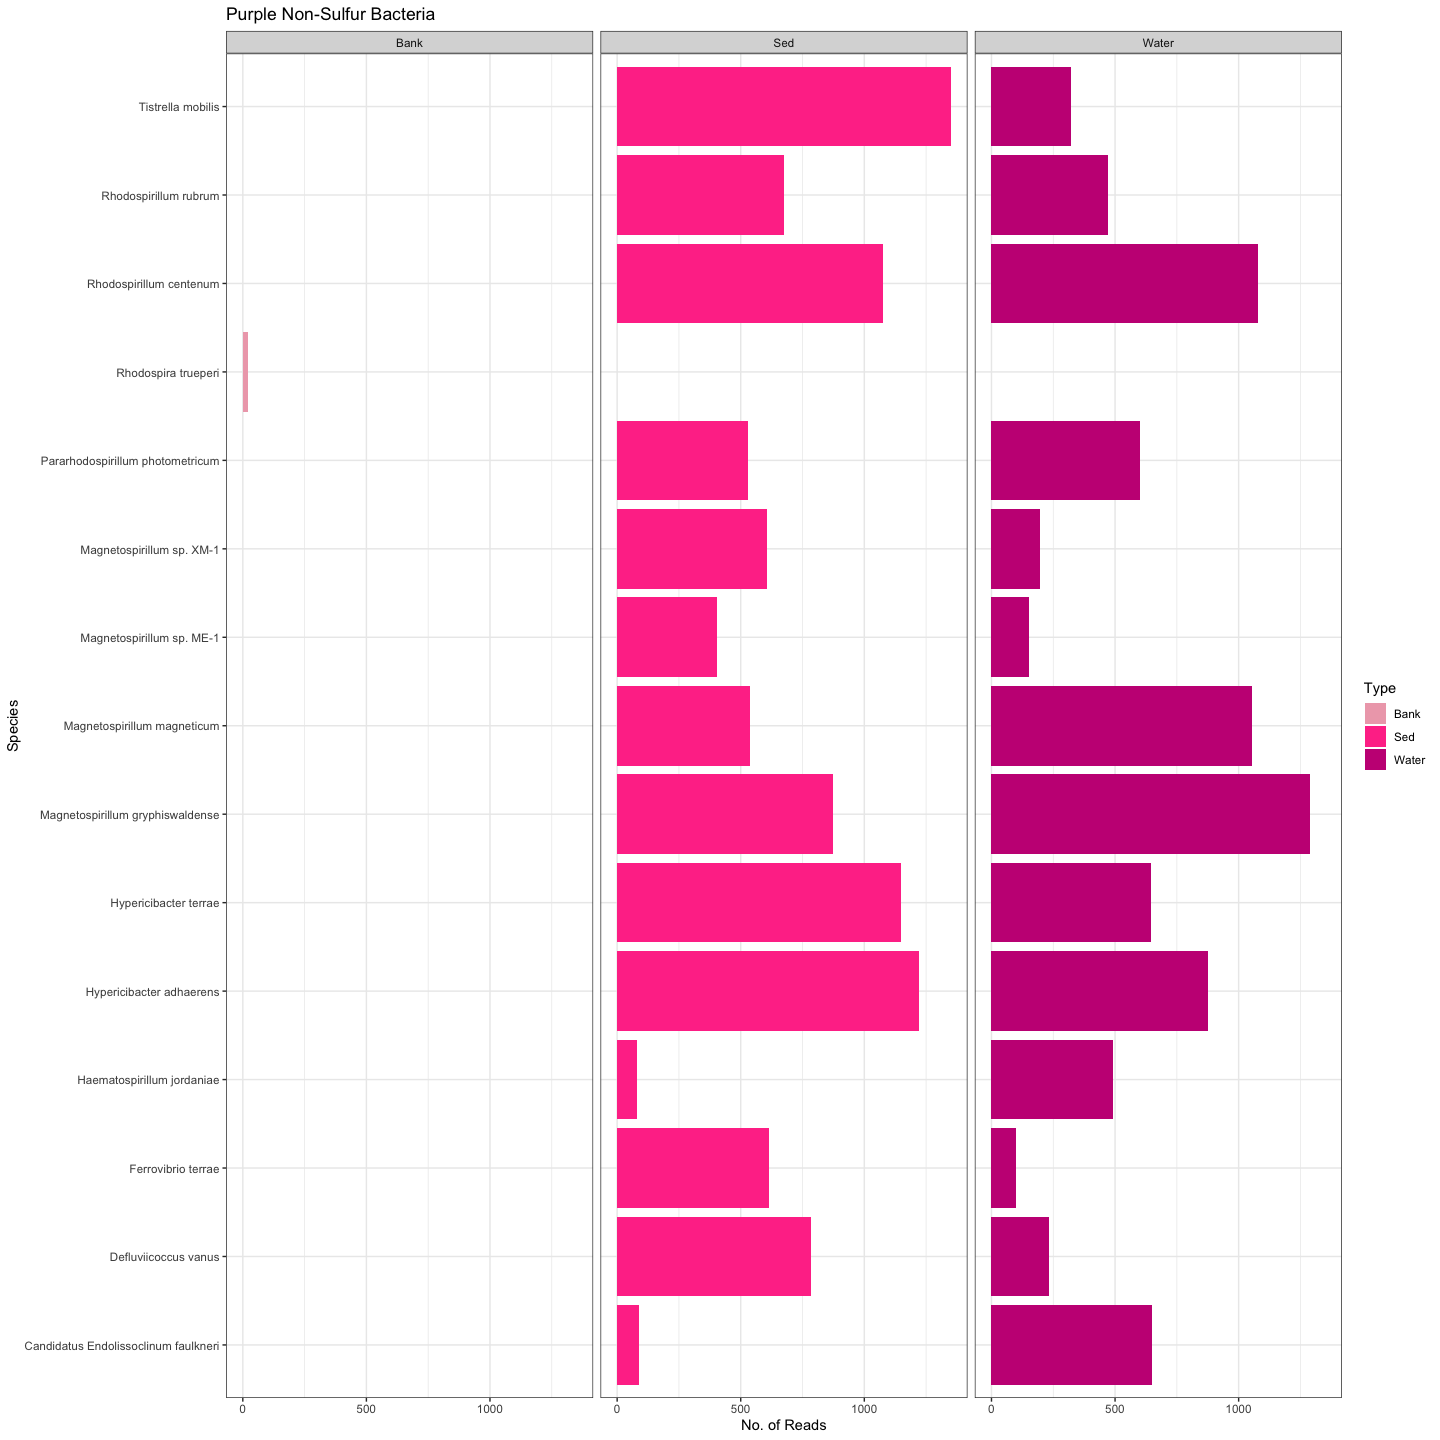 Purple Non-Sulfur Bacteria
Bank
Sed
Water
Species
Tistrella mobilis
Rhodospirillum rubrum
Rhodospirillum centenum
Rhodospira trueperi
Pararhodospirillum photometricum
Magnetospirillum sp. XM-1
Magnetospirillum sp. ME-1
Magnetospirillum magneticum
Magnetospirillum gryphiswaldense
Hypericibacter terrae
Hypericibacter adhaerens
Haematospirillum jordaniae
Ferrovibrio terrae
Defluviicoccus vanus
Candidatus Endolissoclinum faulkneri
0 500 1000
0 500 1000
0 500 1000
No. of Reads
Type
Bank
Sed
Water